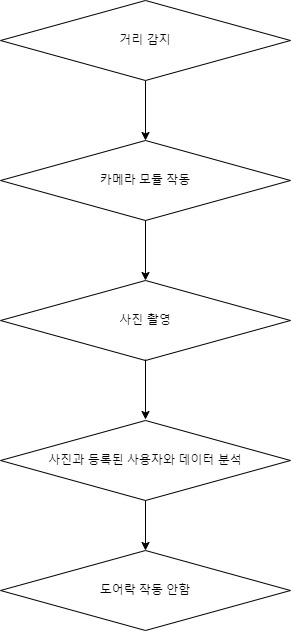 거리 감지
카메라 모듈 작동
사진 촬영
사진과 등록된 사용자와 데이터 분석
도어락 작동 안함